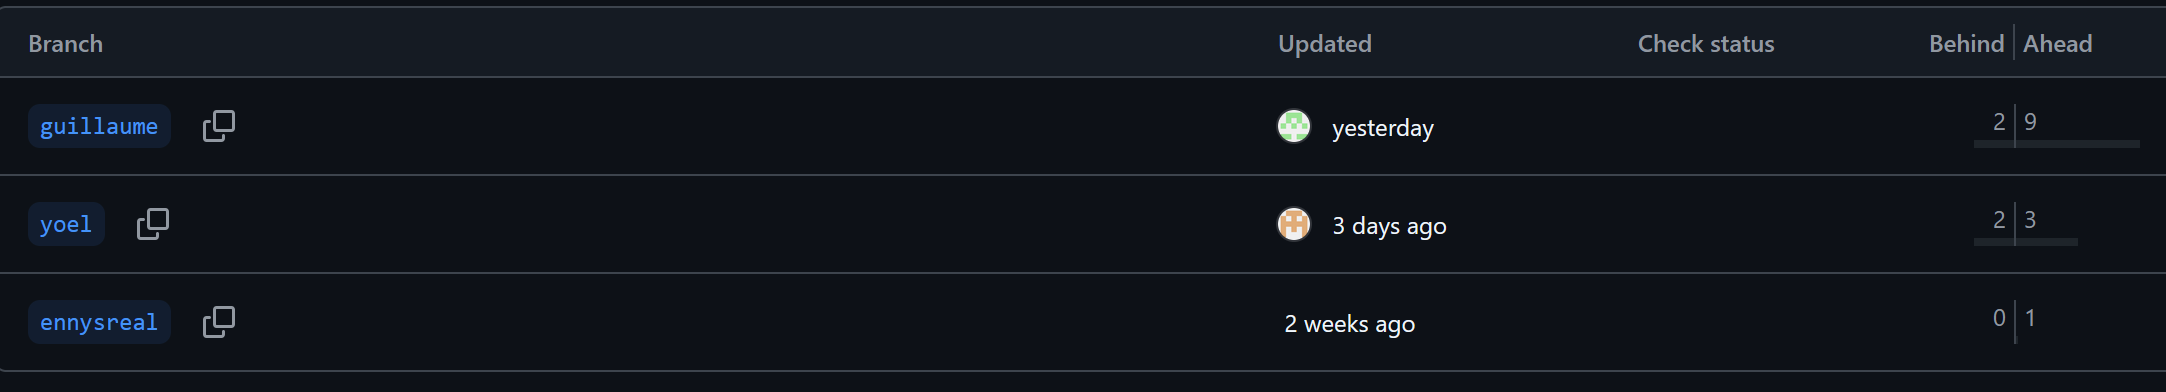 Branch Updated Check status Behind Ahead
guillaume yesterday 2 9
yoel 3 days ago 2 3
ennysreal 2 weeks ago 0 1